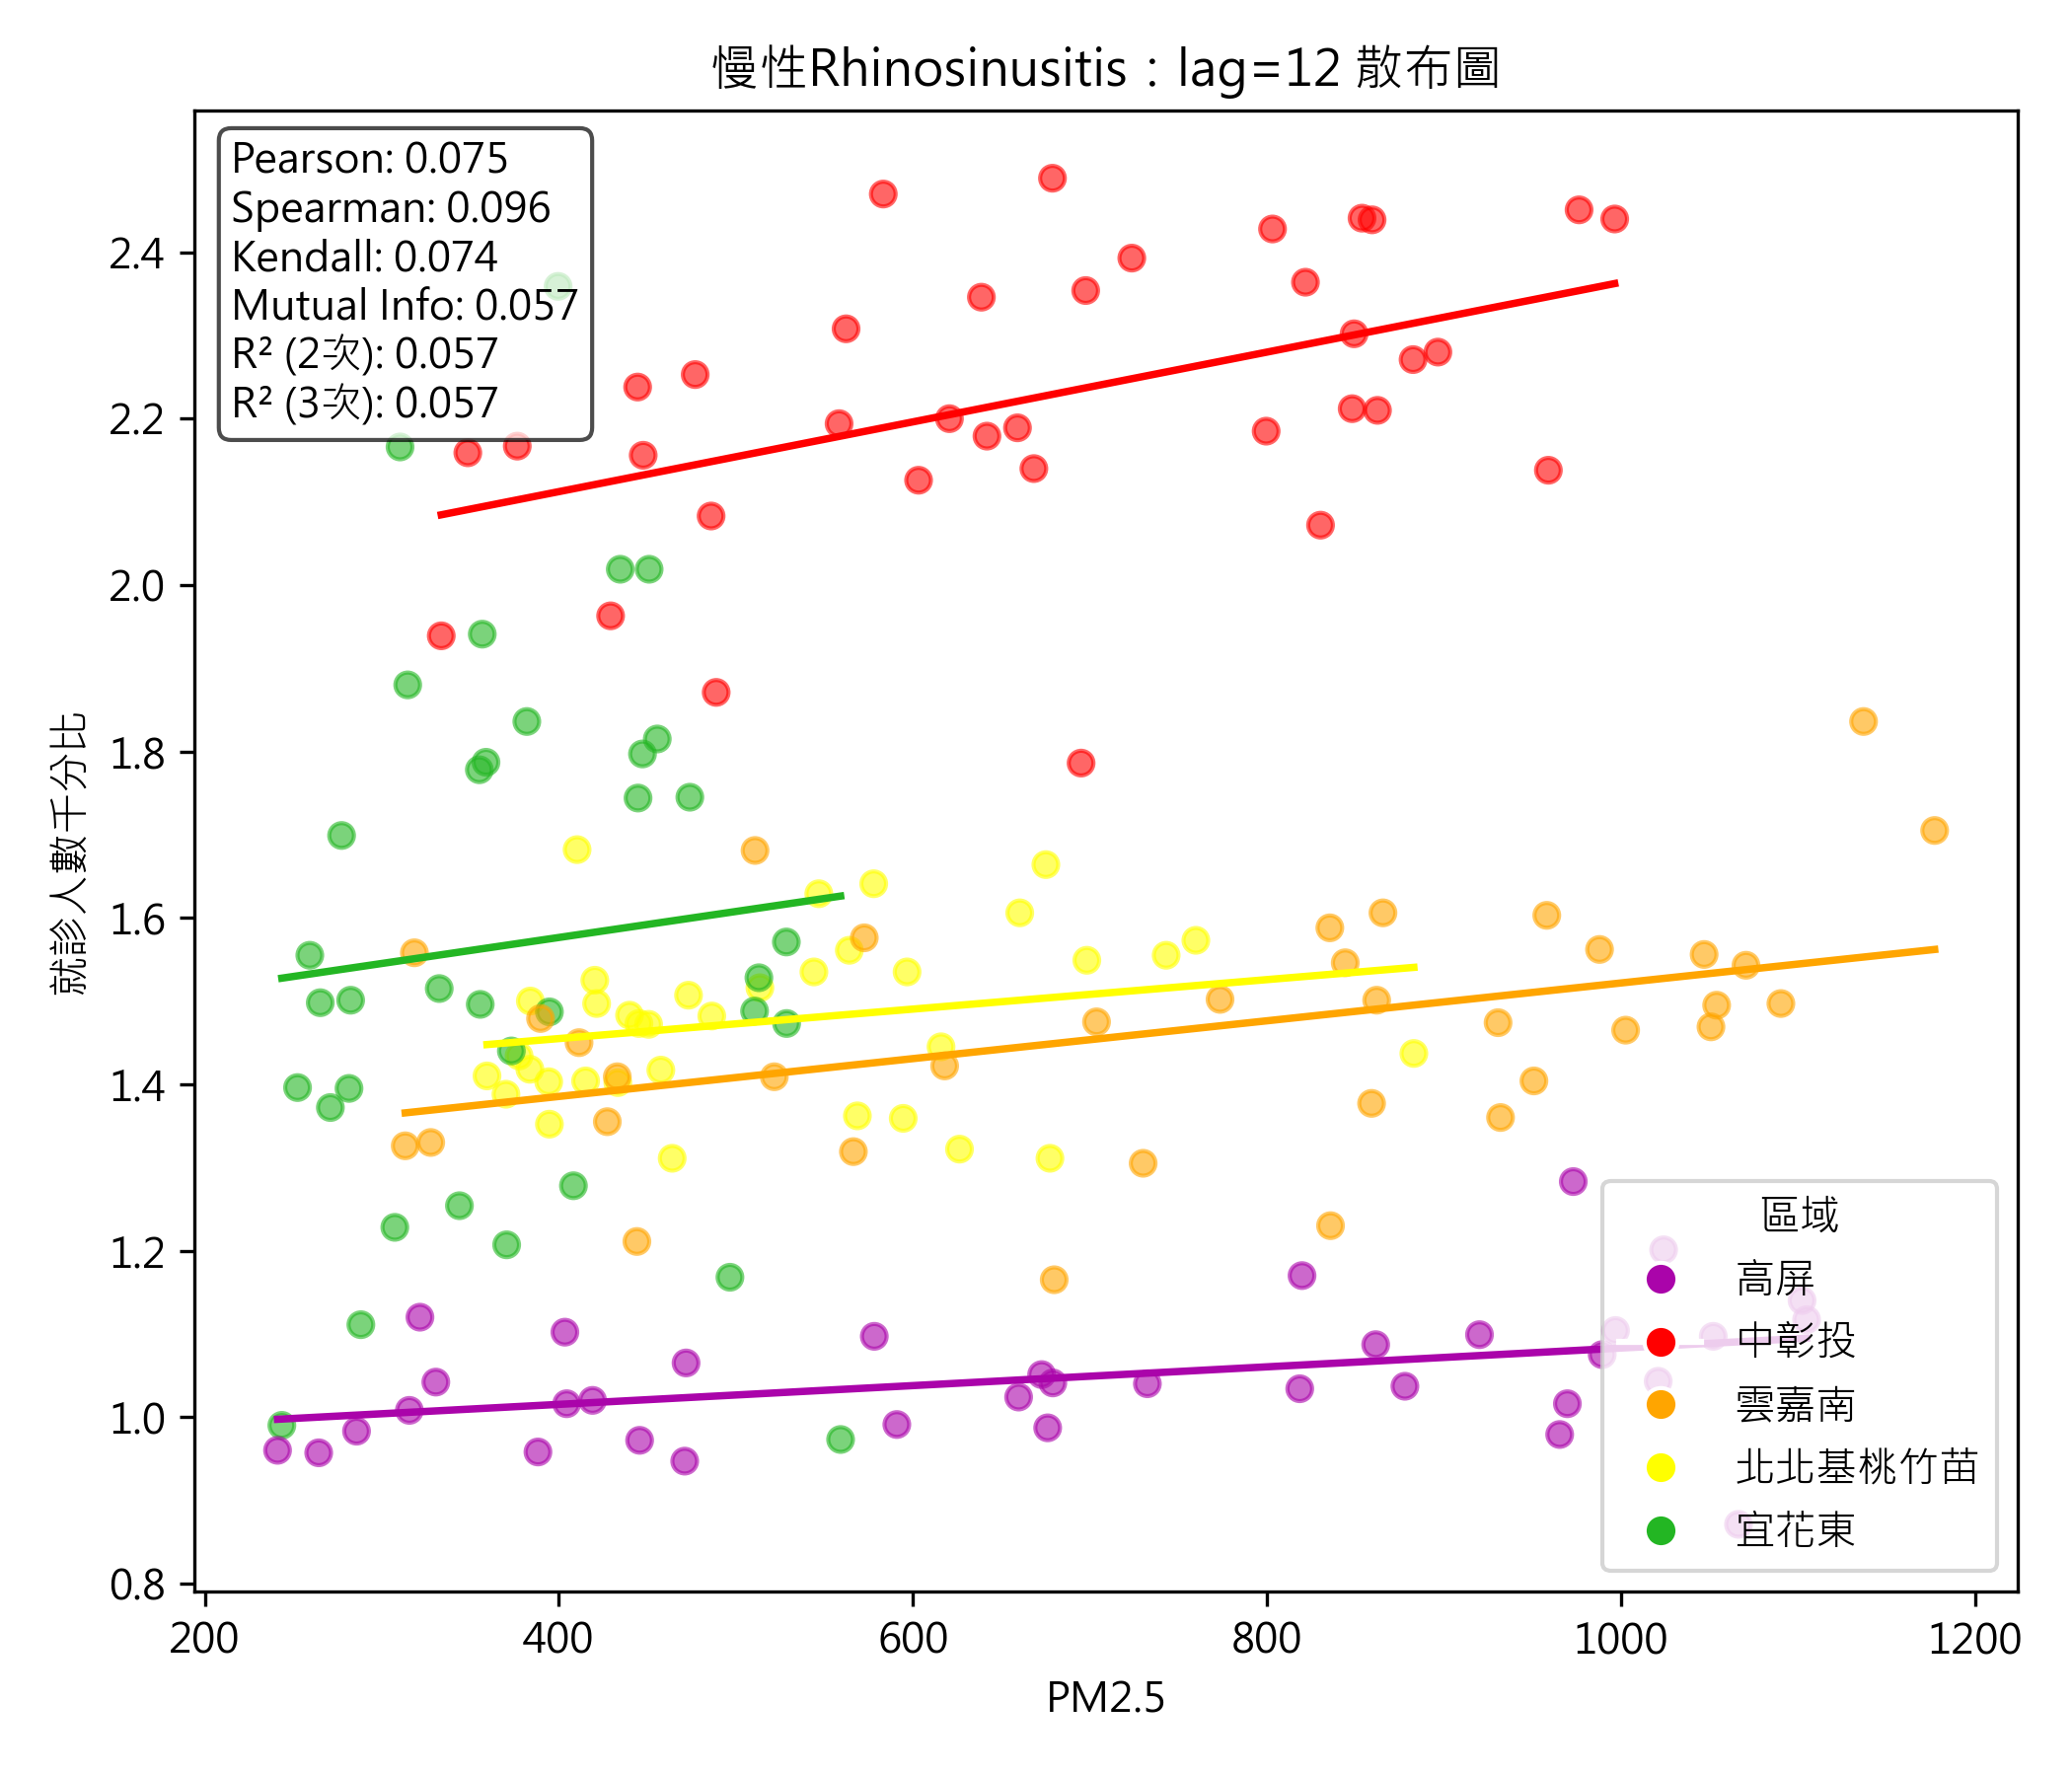 慢性Rhinosinusitis：lag=12 散布圖
Pearson: 0.075
Spearman: 0.096
Kendall: 0.074
Mutual Info: 0.057
R² (2次): 0.057
R² (3次): 0.057
就診人數千分比
2.4
2.2
2.0
1.8
1.6
1.4
1.2
1.0
0.8
區域
高屏
中彰投
雲嘉南
北北基桃竹苗
宜花東
200 400 600 800 1000 1200
PM2.5